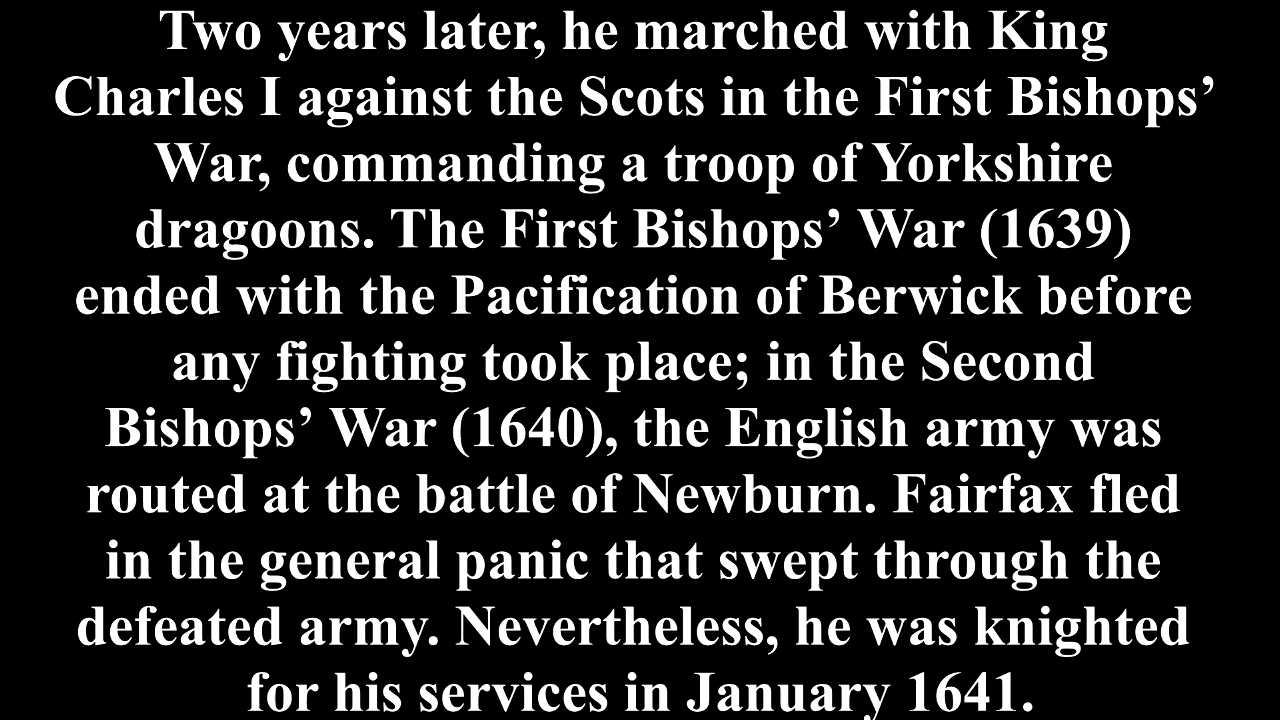 Two years later, he marched with King
Charles I against the Scots in the First Bishops’
War, commanding a troop of Yorkshire
dragoons. The First Bishops’ War (1639)
ended with the Pacification of Berwick before
any fighting took place; in the Second
Bishops’ War (1640), the English army was
routed at the battle of Newburn. Fairfax fled
in the general panic that swept through the
defeated army. Nevertheless, he was knighted
for his services in January 1641.